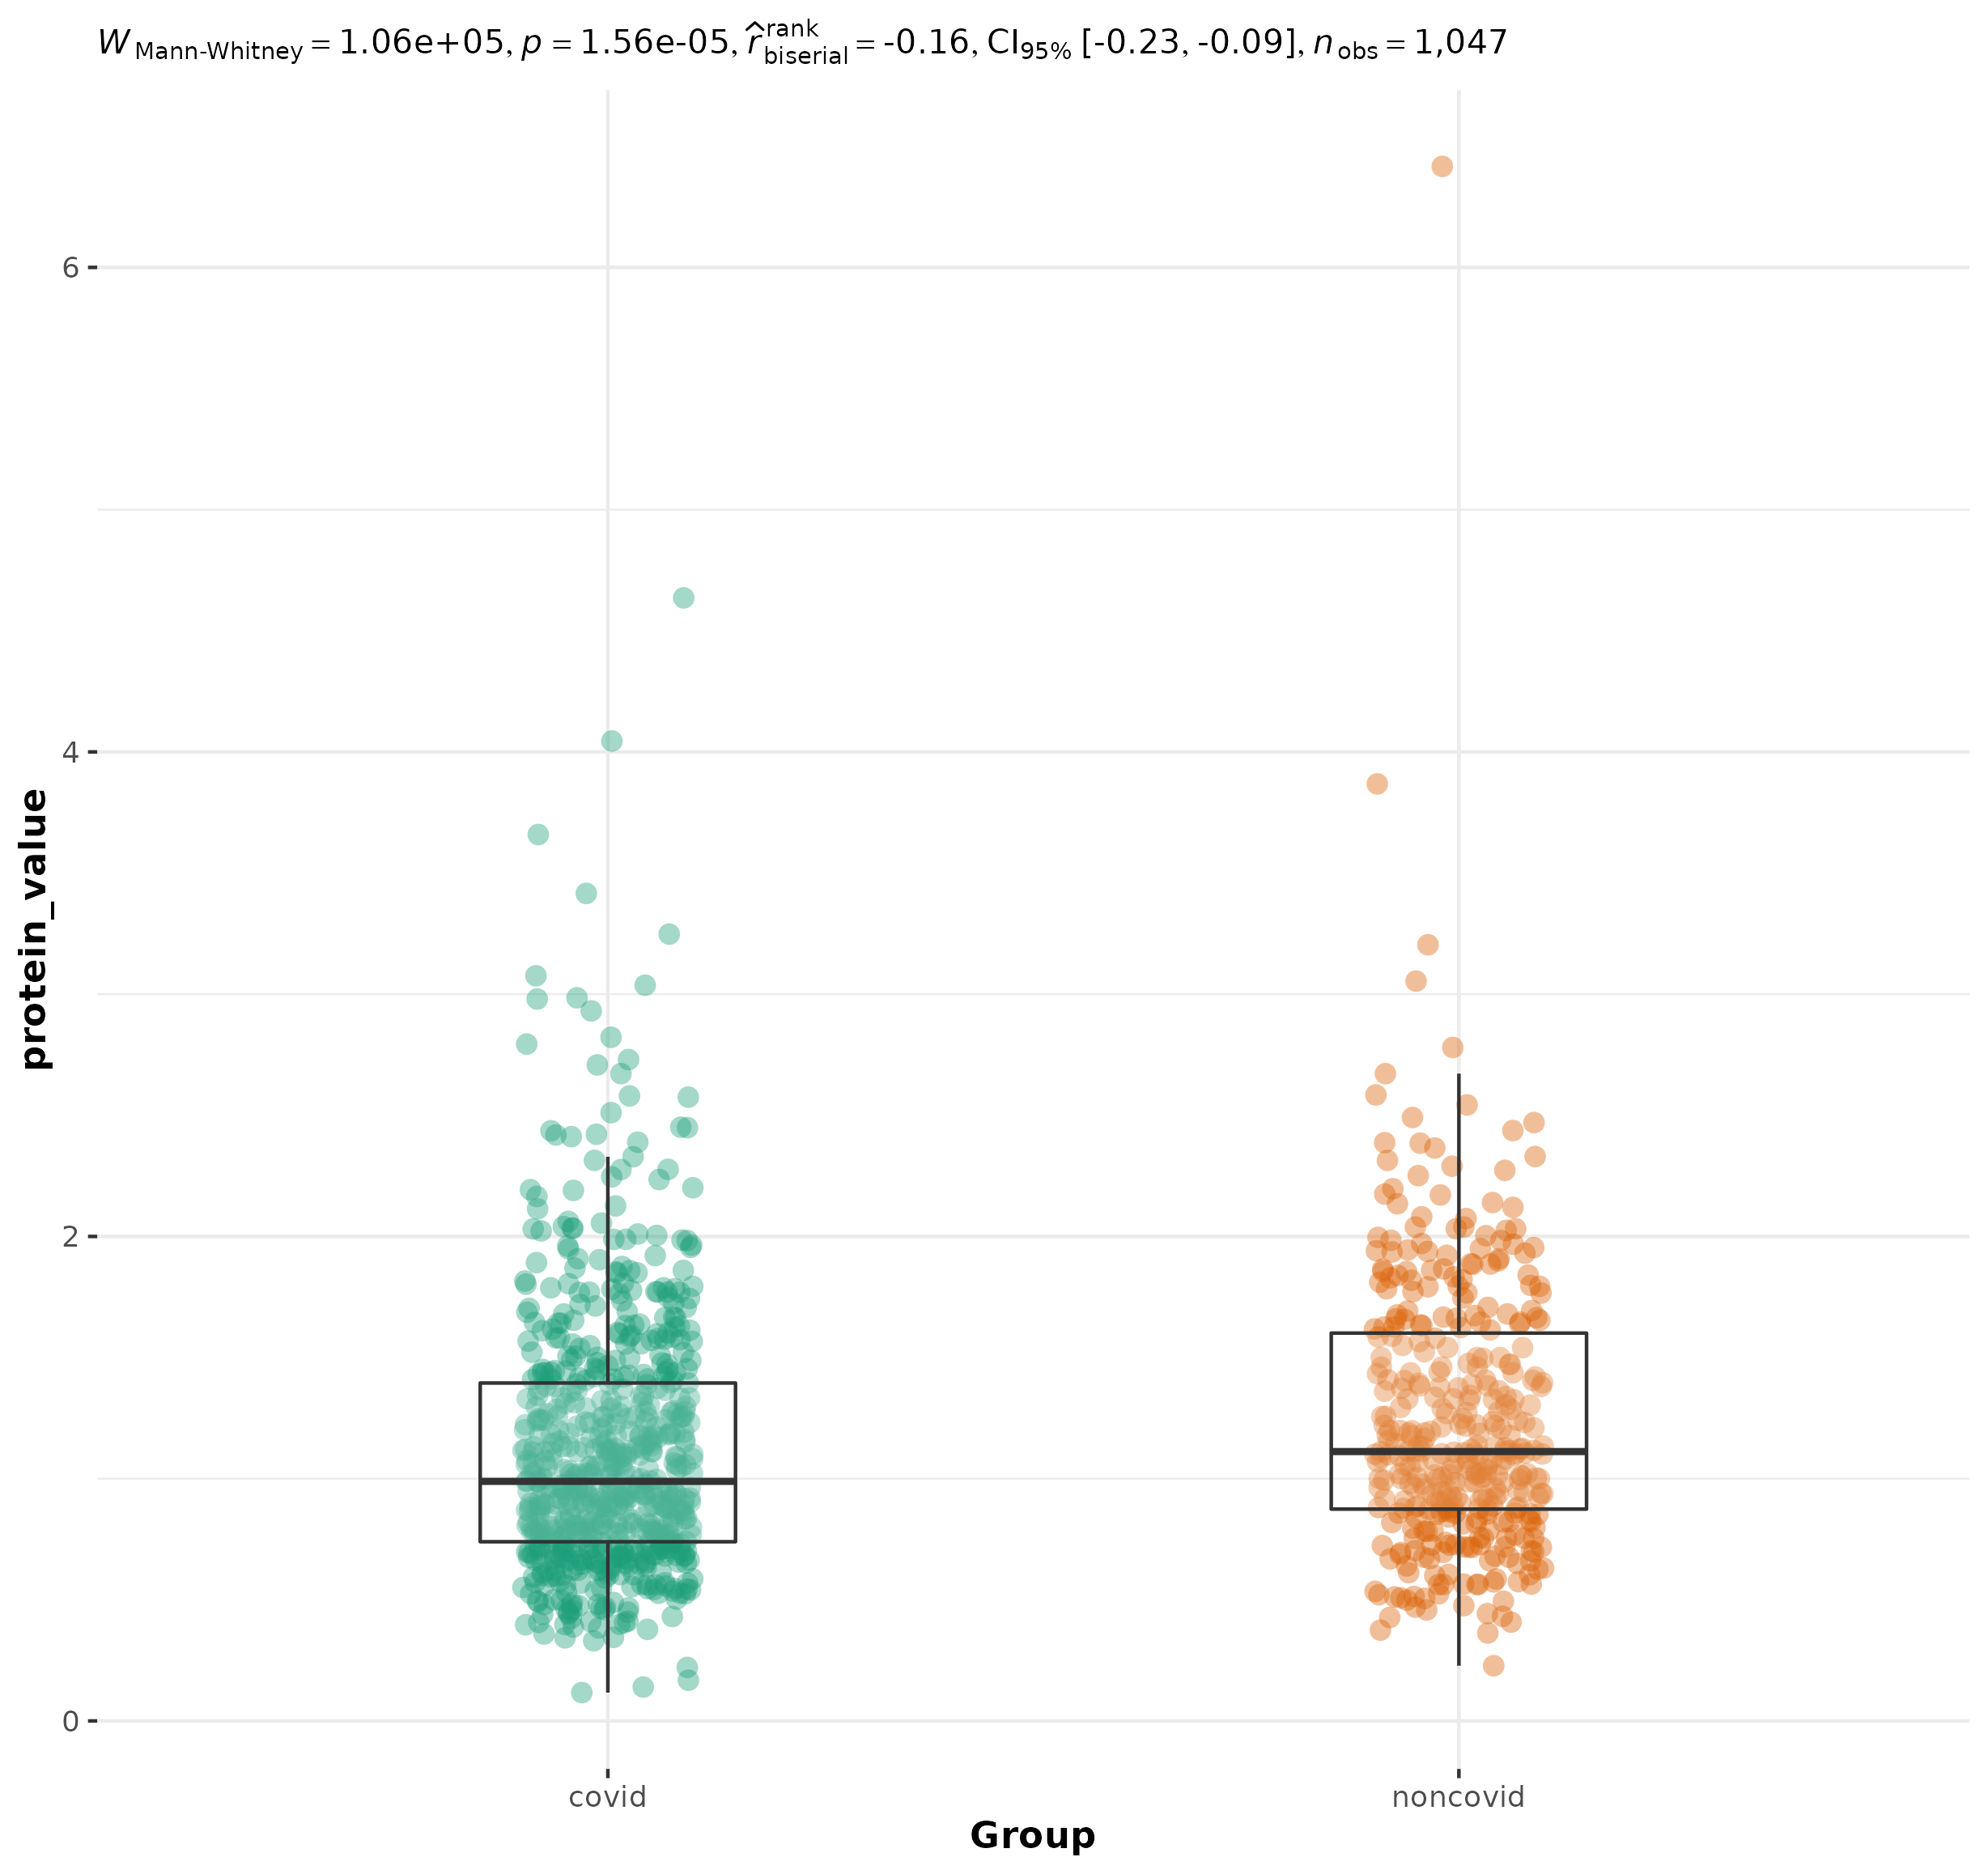 W Mann-Whitney = 1.06e+05, p = 1.56e-05, r̂ rank biserial = -0.16, CI95% [-0.23, -0.09], n obs = 1,047
protein_value
6
4
2
0
covid noncovid
Group